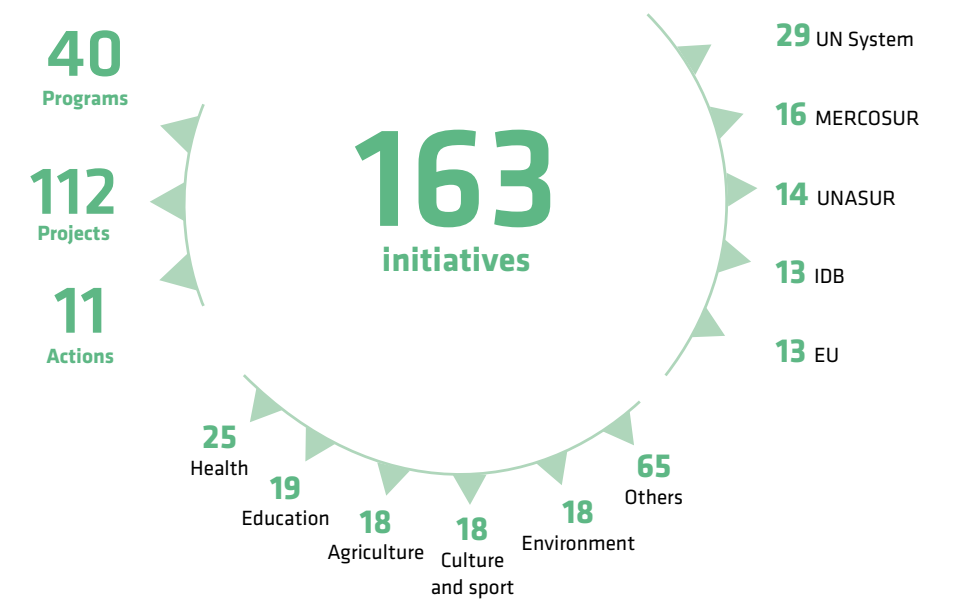 40
Programs
112
Projects
11
Actions
163
initiatives
29 UN System
16 MERCOSUR
14 UNASUR
13 IDB
13 EU
25
Health
19
Education
18
Agriculture
18
Culture
and sport
18
Environment
65
Others